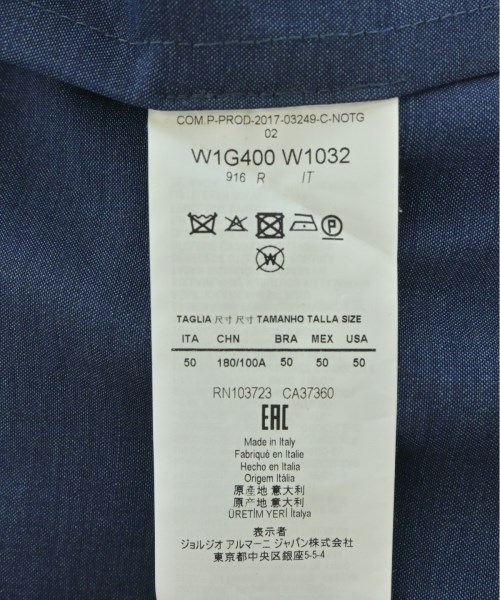 COM P-PROD-2017-03249-C-NOTG
02
W1G400 W1032
916 R IT
P
W
TAGLIA 尺寸 尺寸 TAMANHO TALLA SIZE
ITA CHN BRA MEX USA
50 180/100A 50 50 50
RN103723 CA37360
EAC
Made in Italy
Fabriqué en Italie
Hecho en Italia
Origem Itália
原産地 意大利
原产地 意大利
ÜRETİM YERİ İtalya
表示者
ジョルジオ アルマーニ ジャパン株式会社
東京都中央区銀座5-5-4